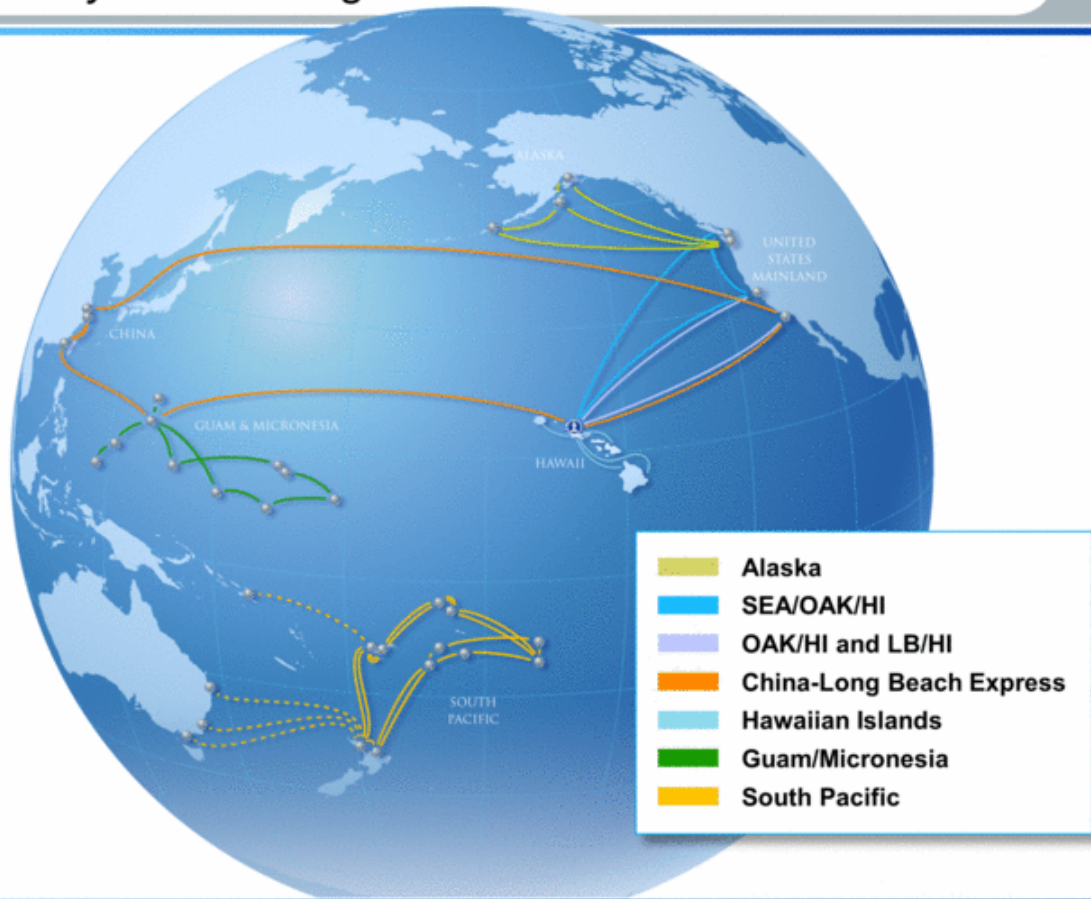 ALASKA
UNITED
STATES
MAINLAND
CHINA
GUAM & MICRONESIA
HAWAII
SOUTH
PACIFIC
Alaska
SEA/OAK/HI
OAK/HI and LB/HI
China-Long Beach Express
Hawaiian Islands
Guam/Micronesia
South Pacific